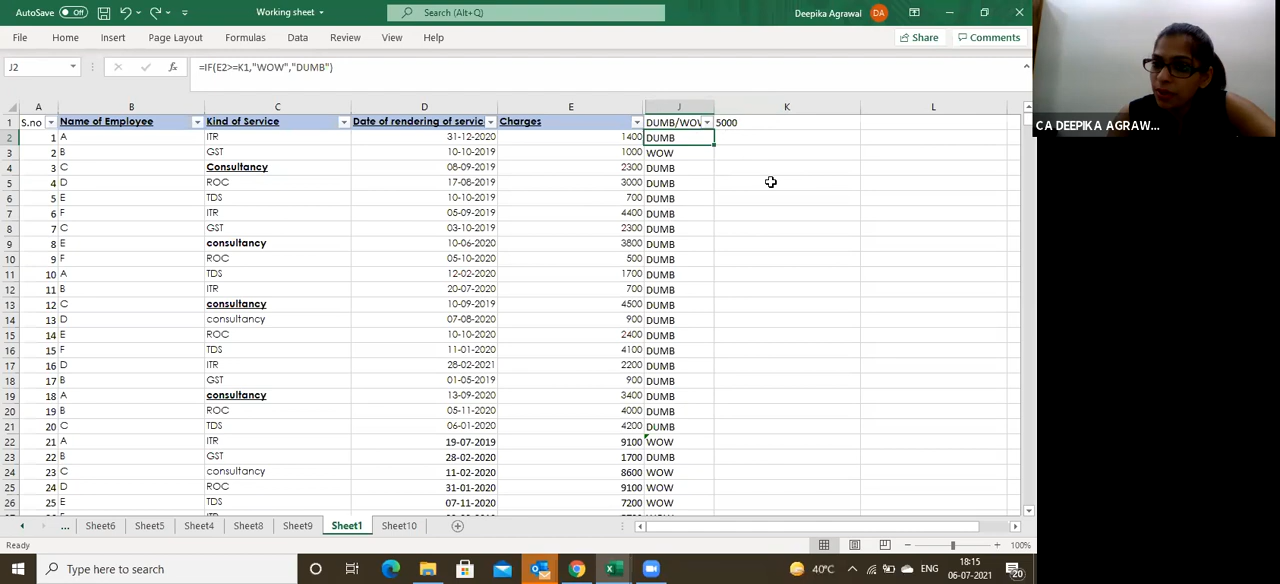 AutoSave Off Working sheet Search (Alt+Q) Deepika Agrawal DA
File Home Insert Page Layout Formulas Data Review View Help Share Comments
J2 fx =IF(E2>=K1,"WOW","DUMB")
A B C D E J K L
1 S.no Name of Employee Kind of Service Date of rendering of servic Charges DUMB/WOV 5000
2 1 A ITR 31-12-2020 1400 DUMB
3 2 B GST 10-10-2019 1000 WOW
4 3 C Consultancy 08-09-2019 2300 DUMB
5 4 D ROC 17-08-2019 3000 DUMB
6 5 E TDS 10-10-2019 700 DUMB
7 6 F ITR 05-09-2019 4400 DUMB
8 7 C GST 03-10-2019 2300 DUMB
9 8 E consultancy 10-06-2020 3800 DUMB
10 9 F ROC 05-10-2020 500 DUMB
11 10 A TDS 12-02-2020 1700 DUMB
12 11 B ITR 20-07-2020 700 DUMB
13 12 C consultancy 10-09-2019 4500 DUMB
14 13 D consultancy 07-08-2020 900 DUMB
15 14 E ROC 10-10-2020 2400 DUMB
16 15 F TDS 11-01-2020 4100 DUMB
17 16 D ITR 28-02-2021 2200 DUMB
18 17 B GST 01-05-2019 900 DUMB
19 18 A consultancy 13-09-2020 3400 DUMB
20 19 B ROC 05-11-2020 4000 DUMB
21 20 C TDS 06-01-2020 4200 DUMB
22 21 A ITR 19-07-2019 9100 WOW
23 22 B GST 28-02-2020 1700 DUMB
24 23 C consultancy 11-02-2020 8600 WOW
25 24 D ROC 31-01-2020 9100 WOW
26 25 E TDS 07-11-2020 7200 WOW
... Sheet6 Sheet5 Sheet4 Sheet8 Sheet9 Sheet1 Sheet10
Ready 100%
Type here to search 40°C ENG 18:15
06-07-2021 20
CA DEEPIKA AGRAW...